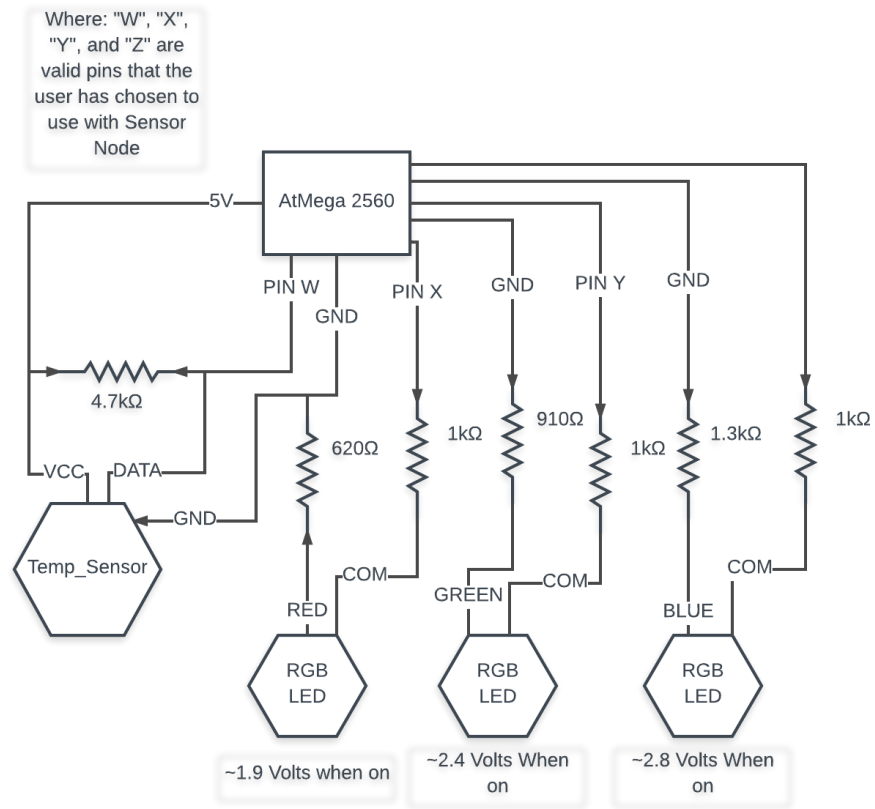 Where: "W", "X",
"Y", and "Z" are
valid pins that the
user has chosen to
use with Sensor
Node
5V
AtMega 2560
PIN W
GND
PIN X
GND
PIN Y
GND
4.7kΩ
620Ω
1kΩ
910Ω
1kΩ
1.3kΩ
1kΩ
VCC
DATA
GND
Temp_Sensor
RED
COM
GREEN
COM
BLUE
COM
RGB
LED
RGB
LED
RGB
LED
~1.9 Volts when on
~2.4 Volts When
on
~2.8 Volts When
on